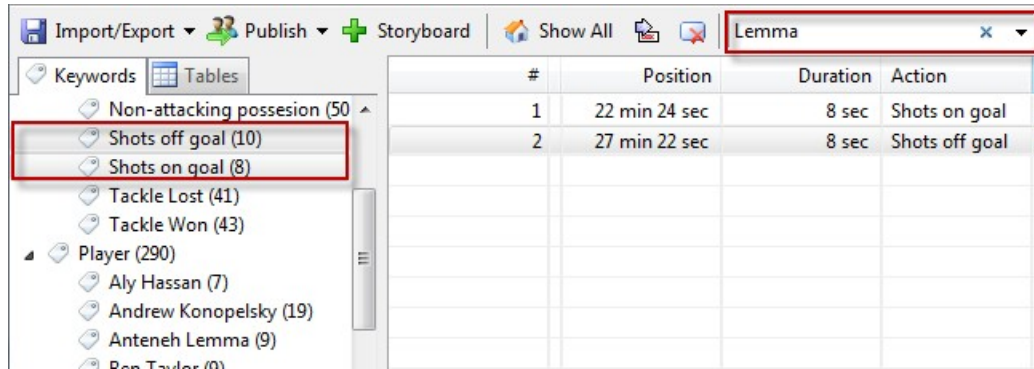 Import/Export Publish Storyboard Show All Lemma
Keywords Tables
# Position Duration Action
Non-attacking possesion (50
Shots off goal (10)
Shots on goal (8)
Tackle Lost (41)
Tackle Won (43)
Player (290)
Aly Hassan (7)
Andrew Konopelsky (19)
Anteneh Lemma (9)
Ben Taylor (9)
1 22 min 24 sec 8 sec Shots on goal
2 27 min 22 sec 8 sec Shots off goal